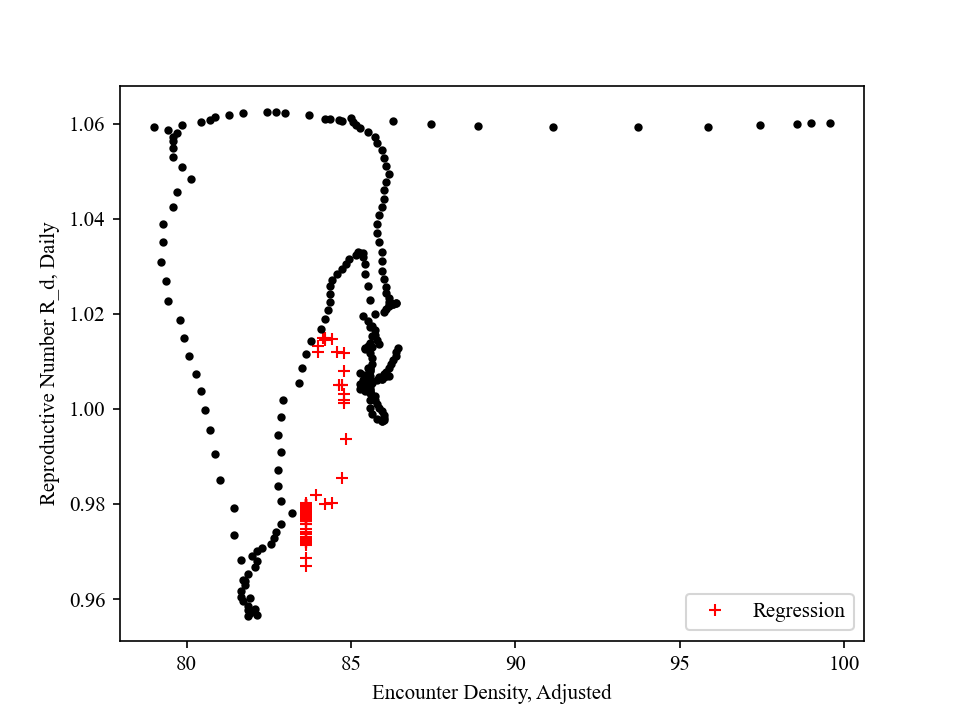 1.06
1.04
1.02
1.00
0.98
0.96
Reproductive Number R_d, Daily
Regression
80 85 90 95 100
Encounter Density, Adjusted